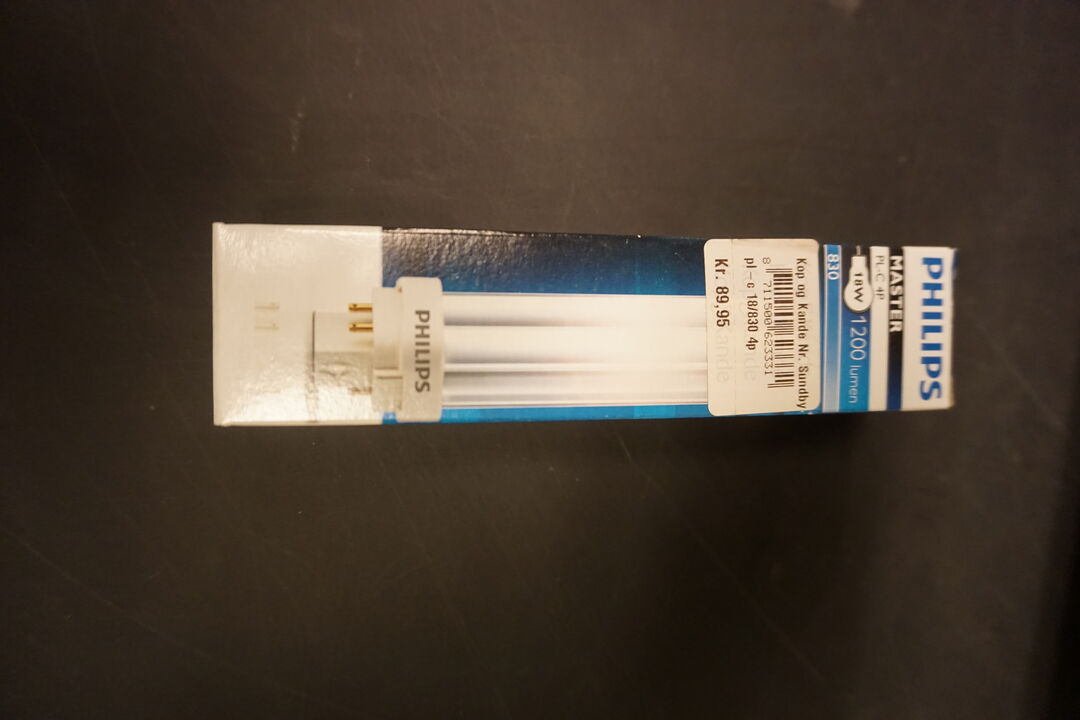 PHILIPS
MASTER
PL-C 4P
18W
1200 lumen
830
Kop og Kande Nr. Sundby
8 711500 623331
pl-c 18/830 4p
Kr. 89,95
PHILIPS